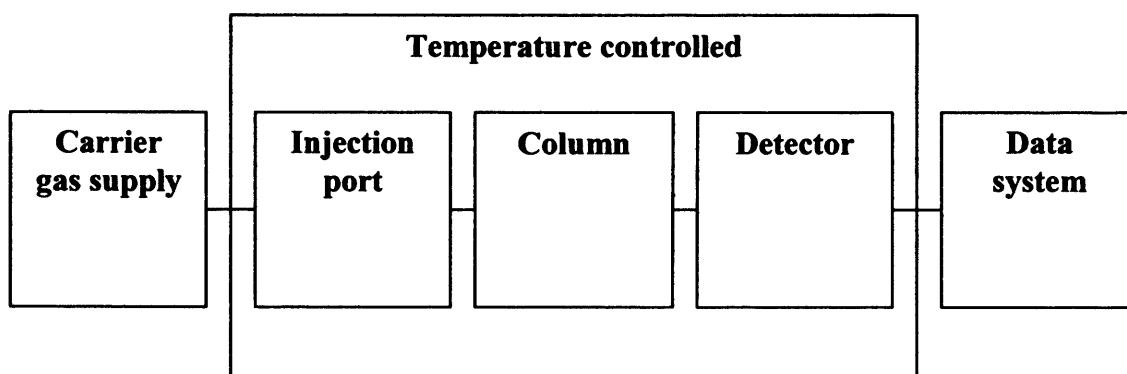 Temperature controlled
Carrier
gas supply
Injection
port
Column
Detector
Data
system